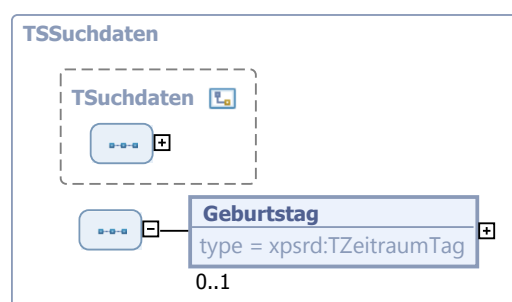 TSSuchdaten
TSuchdaten
Geburtstag
type = xpsrd:TZeitraumTag
0..1